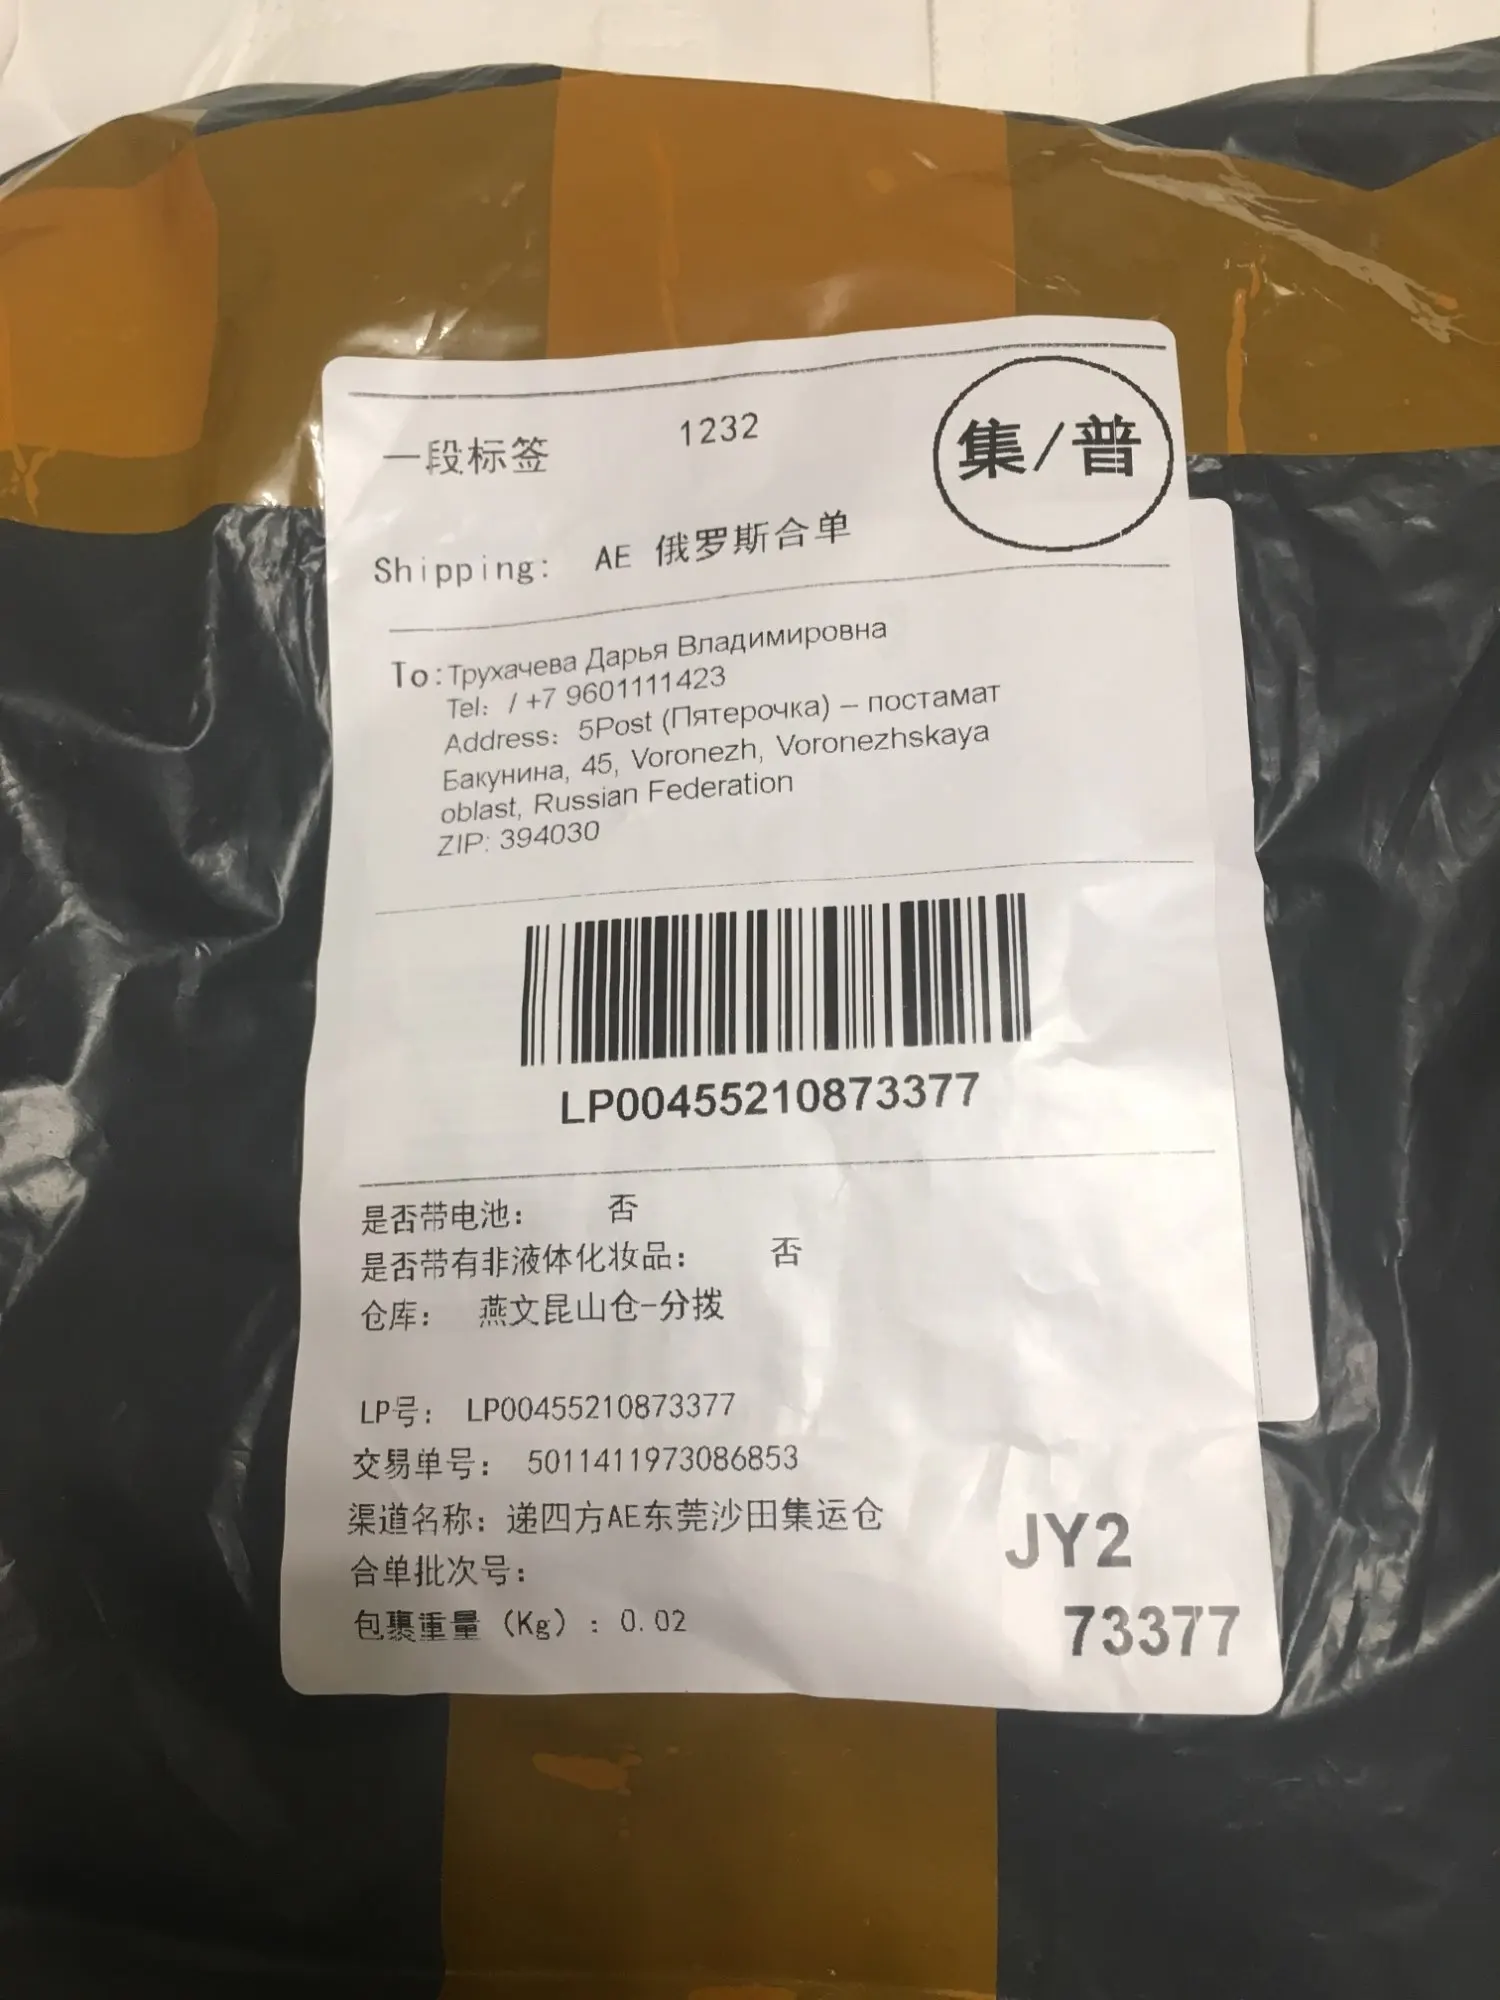 一段标签 1232 集/普
Shipping: AE 俄罗斯合单
To: Трухачева Дарья Владимировна
Tel: / +7 9601111423
Address: 5Post (Пятерочка) – постамат
Бакунина, 45, Voronezh, Voronezhskaya
oblast, Russian Federation
ZIP: 394030
LP00455210873377
是否带电池: 否
是否带有非液体化妆品: 否
仓库: 燕文昆山仓-分拨
LP号: LP00455210873377
交易单号: 5011411973086853
渠道名称: 递四方AE东莞沙田集运仓
合单批次号:
包裹重量 (Kg) : 0.02
JY2
73377